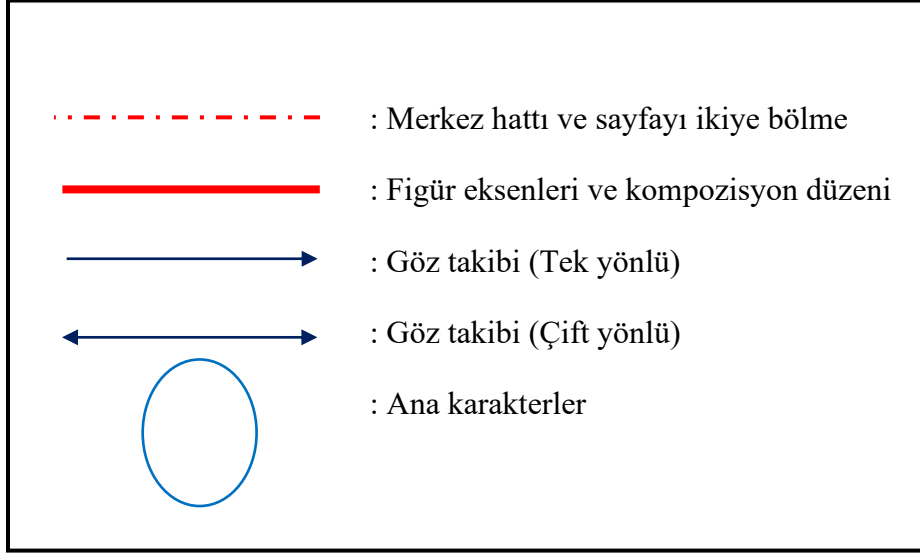 : Merkez hattı ve sayfayı ikiye bölme
: Figür eksenleri ve kompozisyon düzeni
: Göz takibi (Tek yönlü)
: Göz takibi (Çift yönlü)
: Ana karakterler